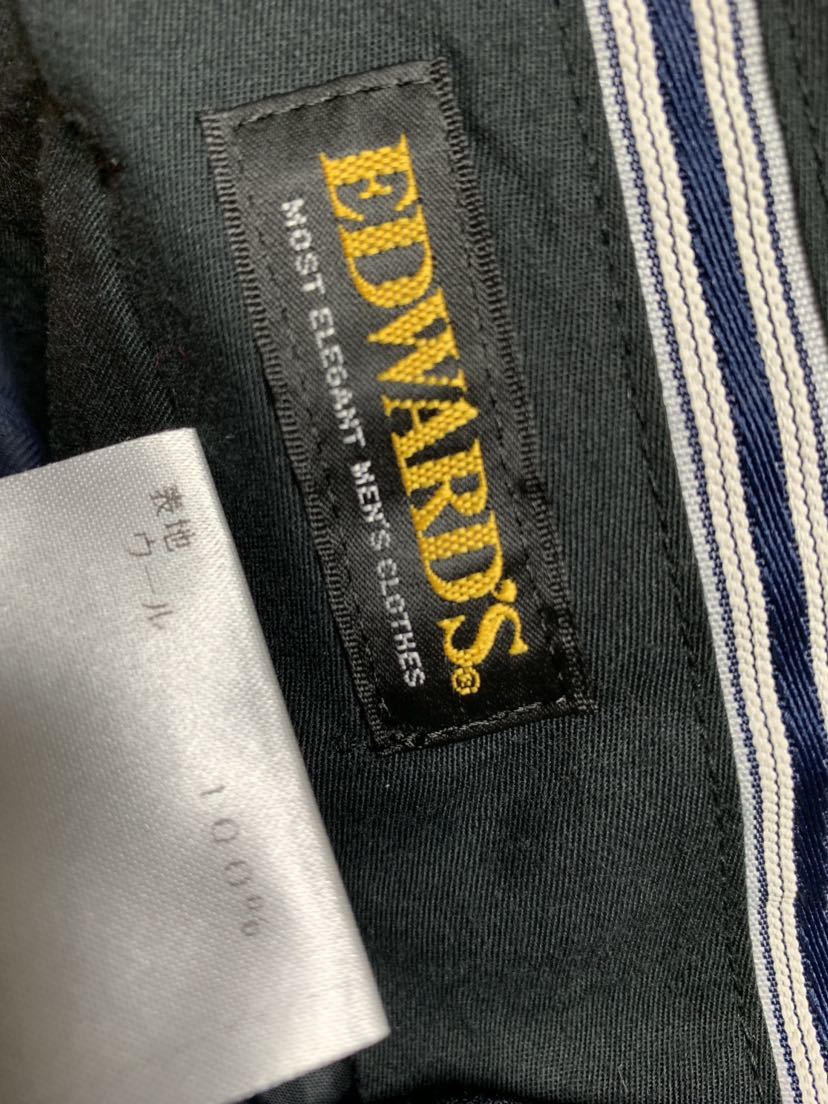 EDWARD'S®
MOST ELEGANT MEN'S CLOTHES
表地
ウール 100%